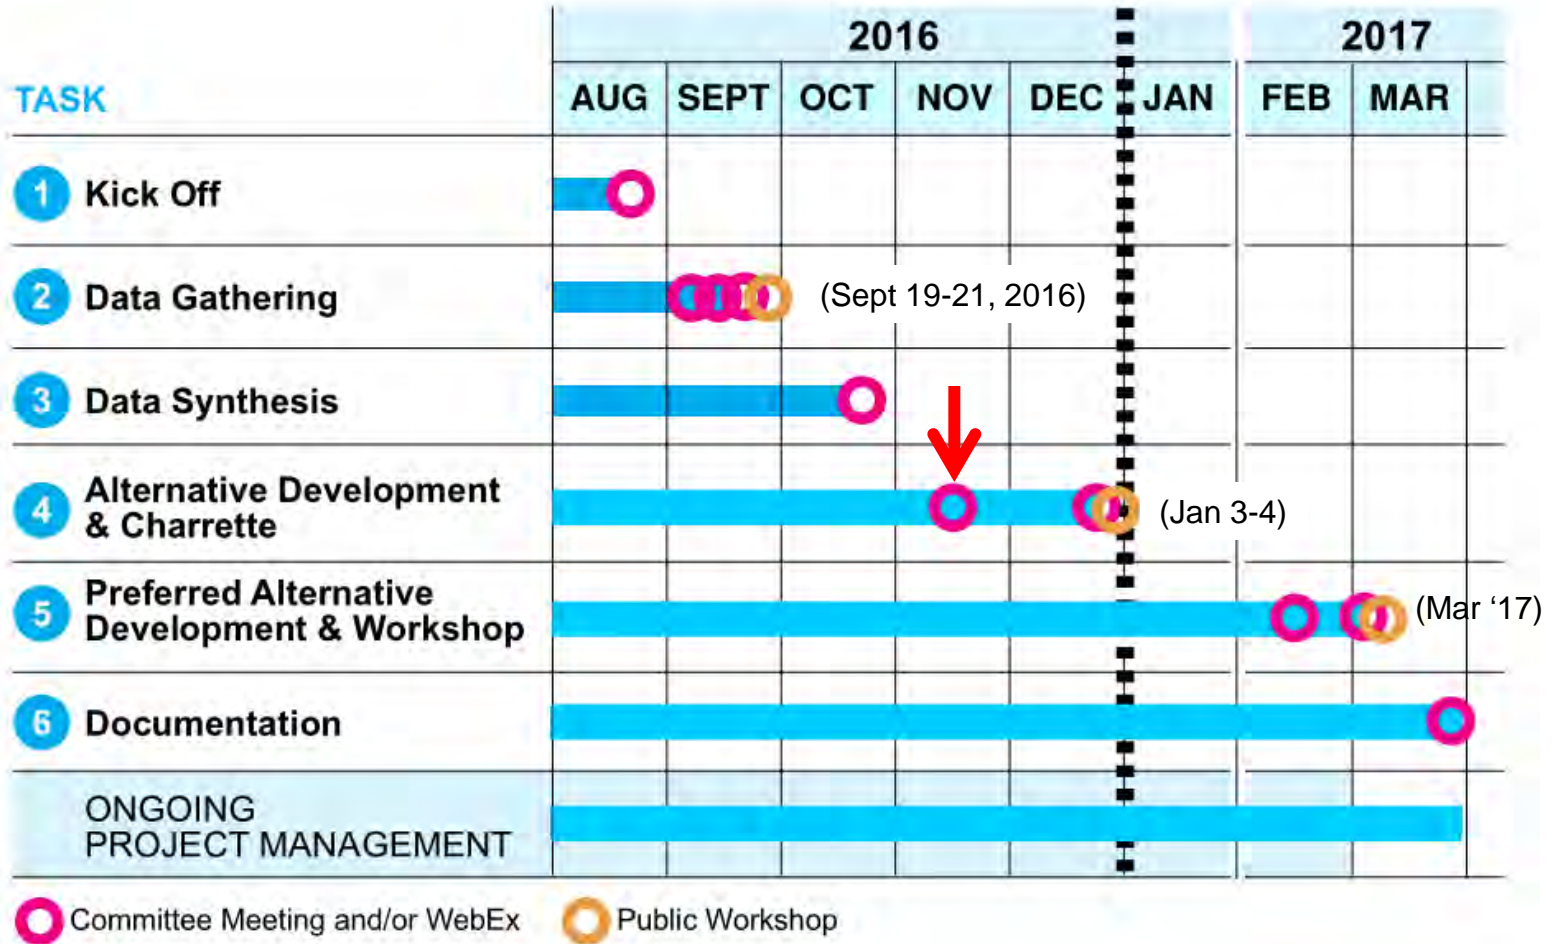 2016 2017
TASK AUG SEPT OCT NOV DEC JAN FEB MAR
1 Kick Off
2 Data Gathering (Sept 19-21, 2016)
3 Data Synthesis
4 Alternative Development
& Charrette
(Jan 3-4)
5 Preferred Alternative
Development & Workshop
(Mar ‘17)
6 Documentation
ONGOING
PROJECT MANAGEMENT
Committee Meeting and/or WebEx Public Workshop